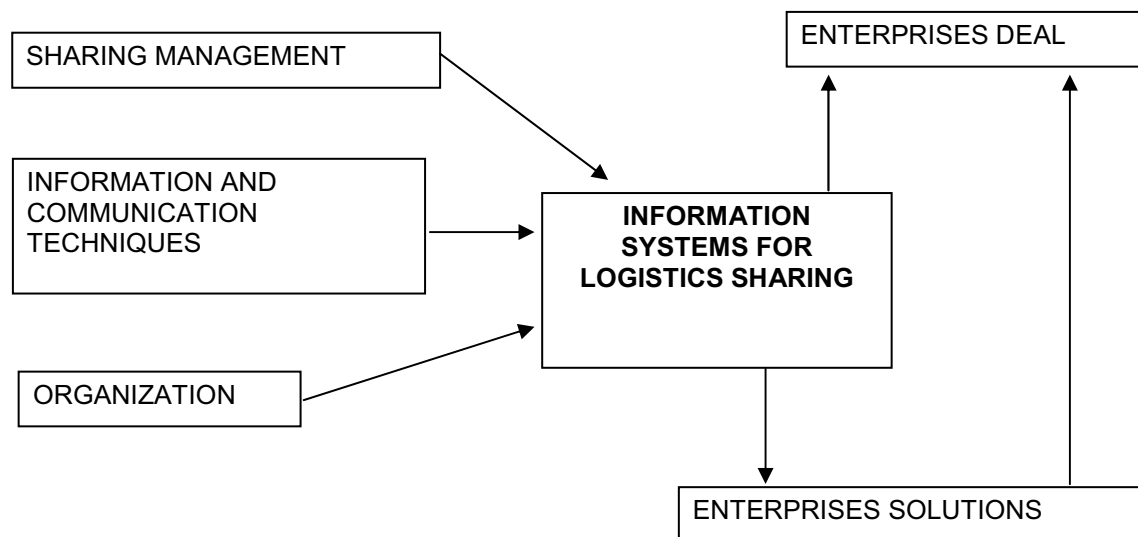 SHARING MANAGEMENT
ENTERPRISES DEAL
INFORMATION AND
COMMUNICATION
TECHNIQUES
INFORMATION
SYSTEMS FOR
LOGISTICS SHARING
ORGANIZATION
ENTERPRISES SOLUTIONS